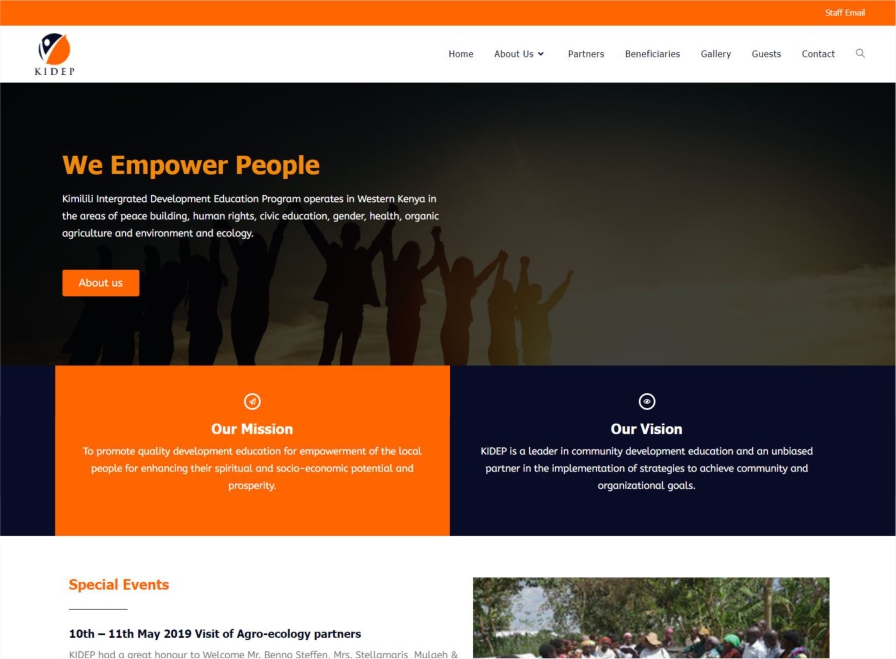 Staff Email
KIDEP
Home About Us Partners Beneficiaries Gallery Guests Contact
We Empower People
Kimilili Intergrated Development Education Program operates in Western Kenya in
the areas of peace building, human rights, civic education, gender, health, organic
agriculture and environment and ecology.
About us
Our Mission
To promote quality development education for empowerment of the local
people for enhancing their spiritual and socio-economic potential and
prosperity.
Our Vision
KIDEP is a leader in community development education and an unbiased
partner in the implementation of strategies to achieve community and
organizational goals.
Special Events
10th – 11th May 2019 Visit of Agro-ecology partners
KIDEP had a great honour to Welcome Mr. Benno Steffen, Mrs. Stellamaris Mulaeh &